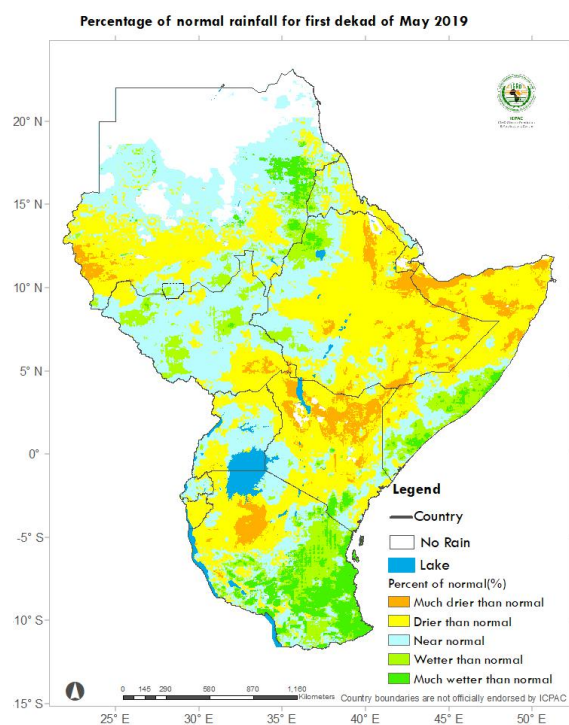 Percentage of normal rainfall for first dekad of May 2019
ICPAC
20° N
15° N
10° N
5° N
0°
-5° S
10° S
15° S
25° E
30° E
35° E
40° E
45° E
50° E
Legend
Country
No Rain
Lake
Percent of normal(%)
Much drier than normal
Drier than normal
Near normal
Wetter than normal
Much wetter than normal
0 145 290 580 870 1,160
Kilometers
Country boundaries are not officially endorsed by ICPAC